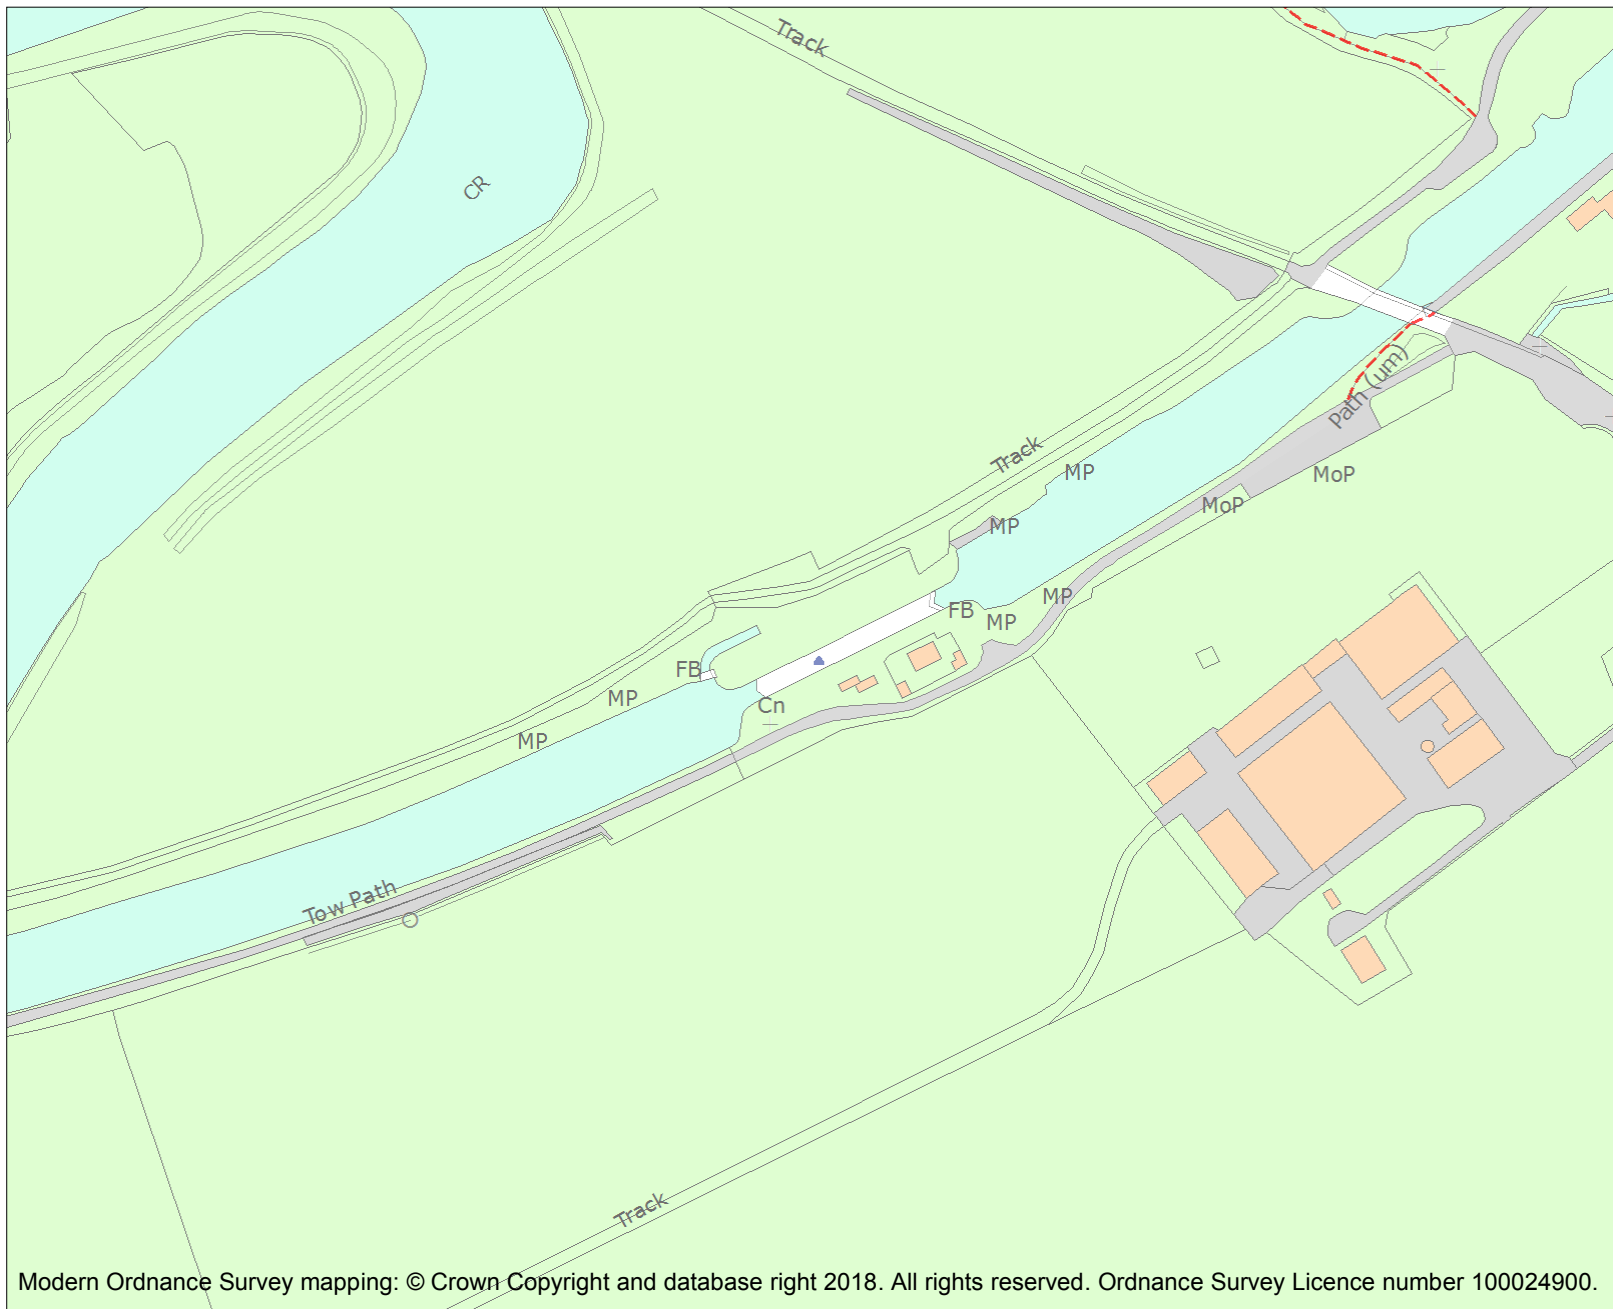 Track
CR
Path (um)
Track
MP
MoP
MoP
MP
MP
FB
MP
FB
MP
Cn
MP
Tow Path
Track
Modern Ordnance Survey mapping: © Crown Copyright and database right 2018. All rights reserved. Ordnance Survey Licence number 100024900.